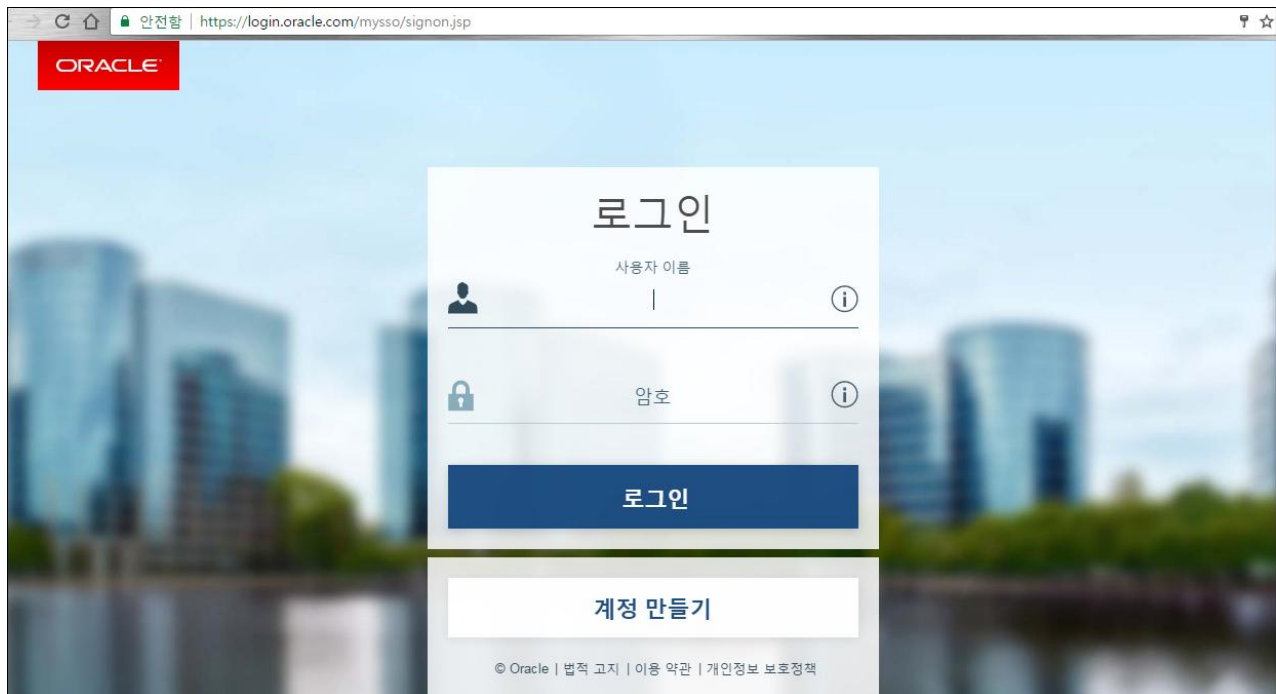 안전함 | https://login.oracle.com/mysso/signon.jsp
ORACLE
로그인
사용자 이름
암호
로그인
계정 만들기
© Oracle | 법적 고지 | 이용 약관 | 개인정보 보호정책